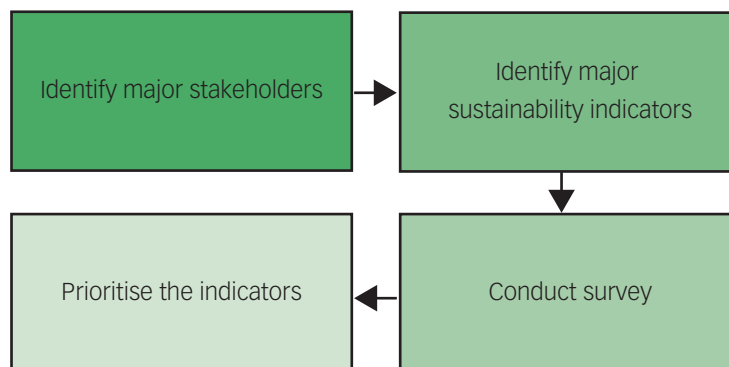 Identify major stakeholders
Identify major
sustainability indicators
Conduct survey
Prioritise the indicators